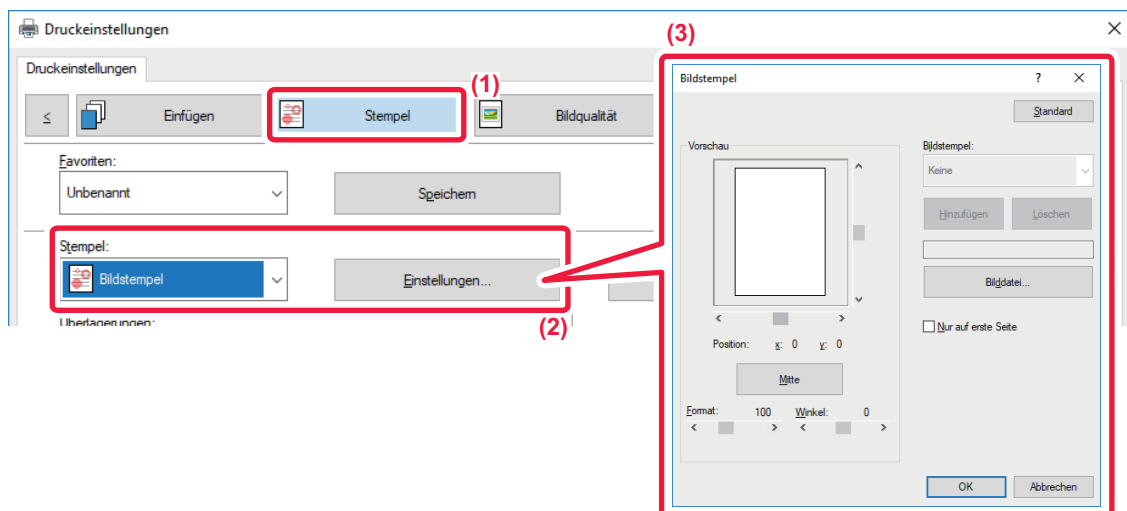 Druckeinstellungen
Druckeinstellungen
(1)
< Einfügen Stempel Bildqualität
Favoriten:
Unbenannt Speichern
Stempel:
Bildstempel Einstellungen...
(2)
Überlagerungen:
(3)
Bildstempel ?
Standard
Vorschau
Bildstempel:
Keine
Hinzufügen Löschen
Bilddatei...
Nur auf erste Seite
Position: x: 0 y: 0
Mitte
Format: 100 Winkel: 0
OK Abbrechen